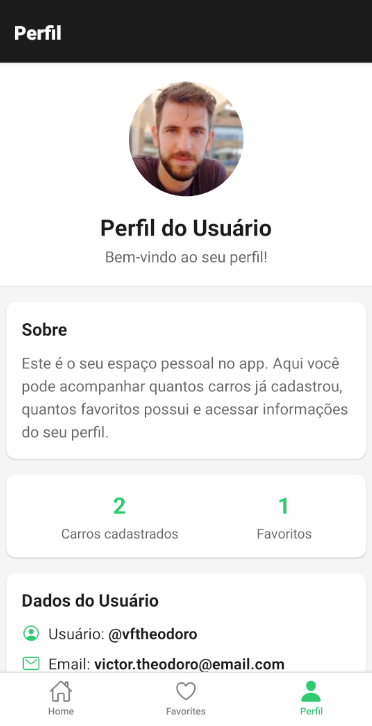 Perfil
Perfil do Usuário
Bem-vindo ao seu perfil!
Sobre
Este é o seu espaço pessoal no app. Aqui você
pode acompanhar quantos carros já cadastrou,
quantos favoritos possui e acessar informações
do seu perfil.
2 1
Carros cadastrados Favoritos
Dados do Usuário
Usuário: @vftheodoro
Email: victor.theodoro@email.com
Home Favorites Perfil